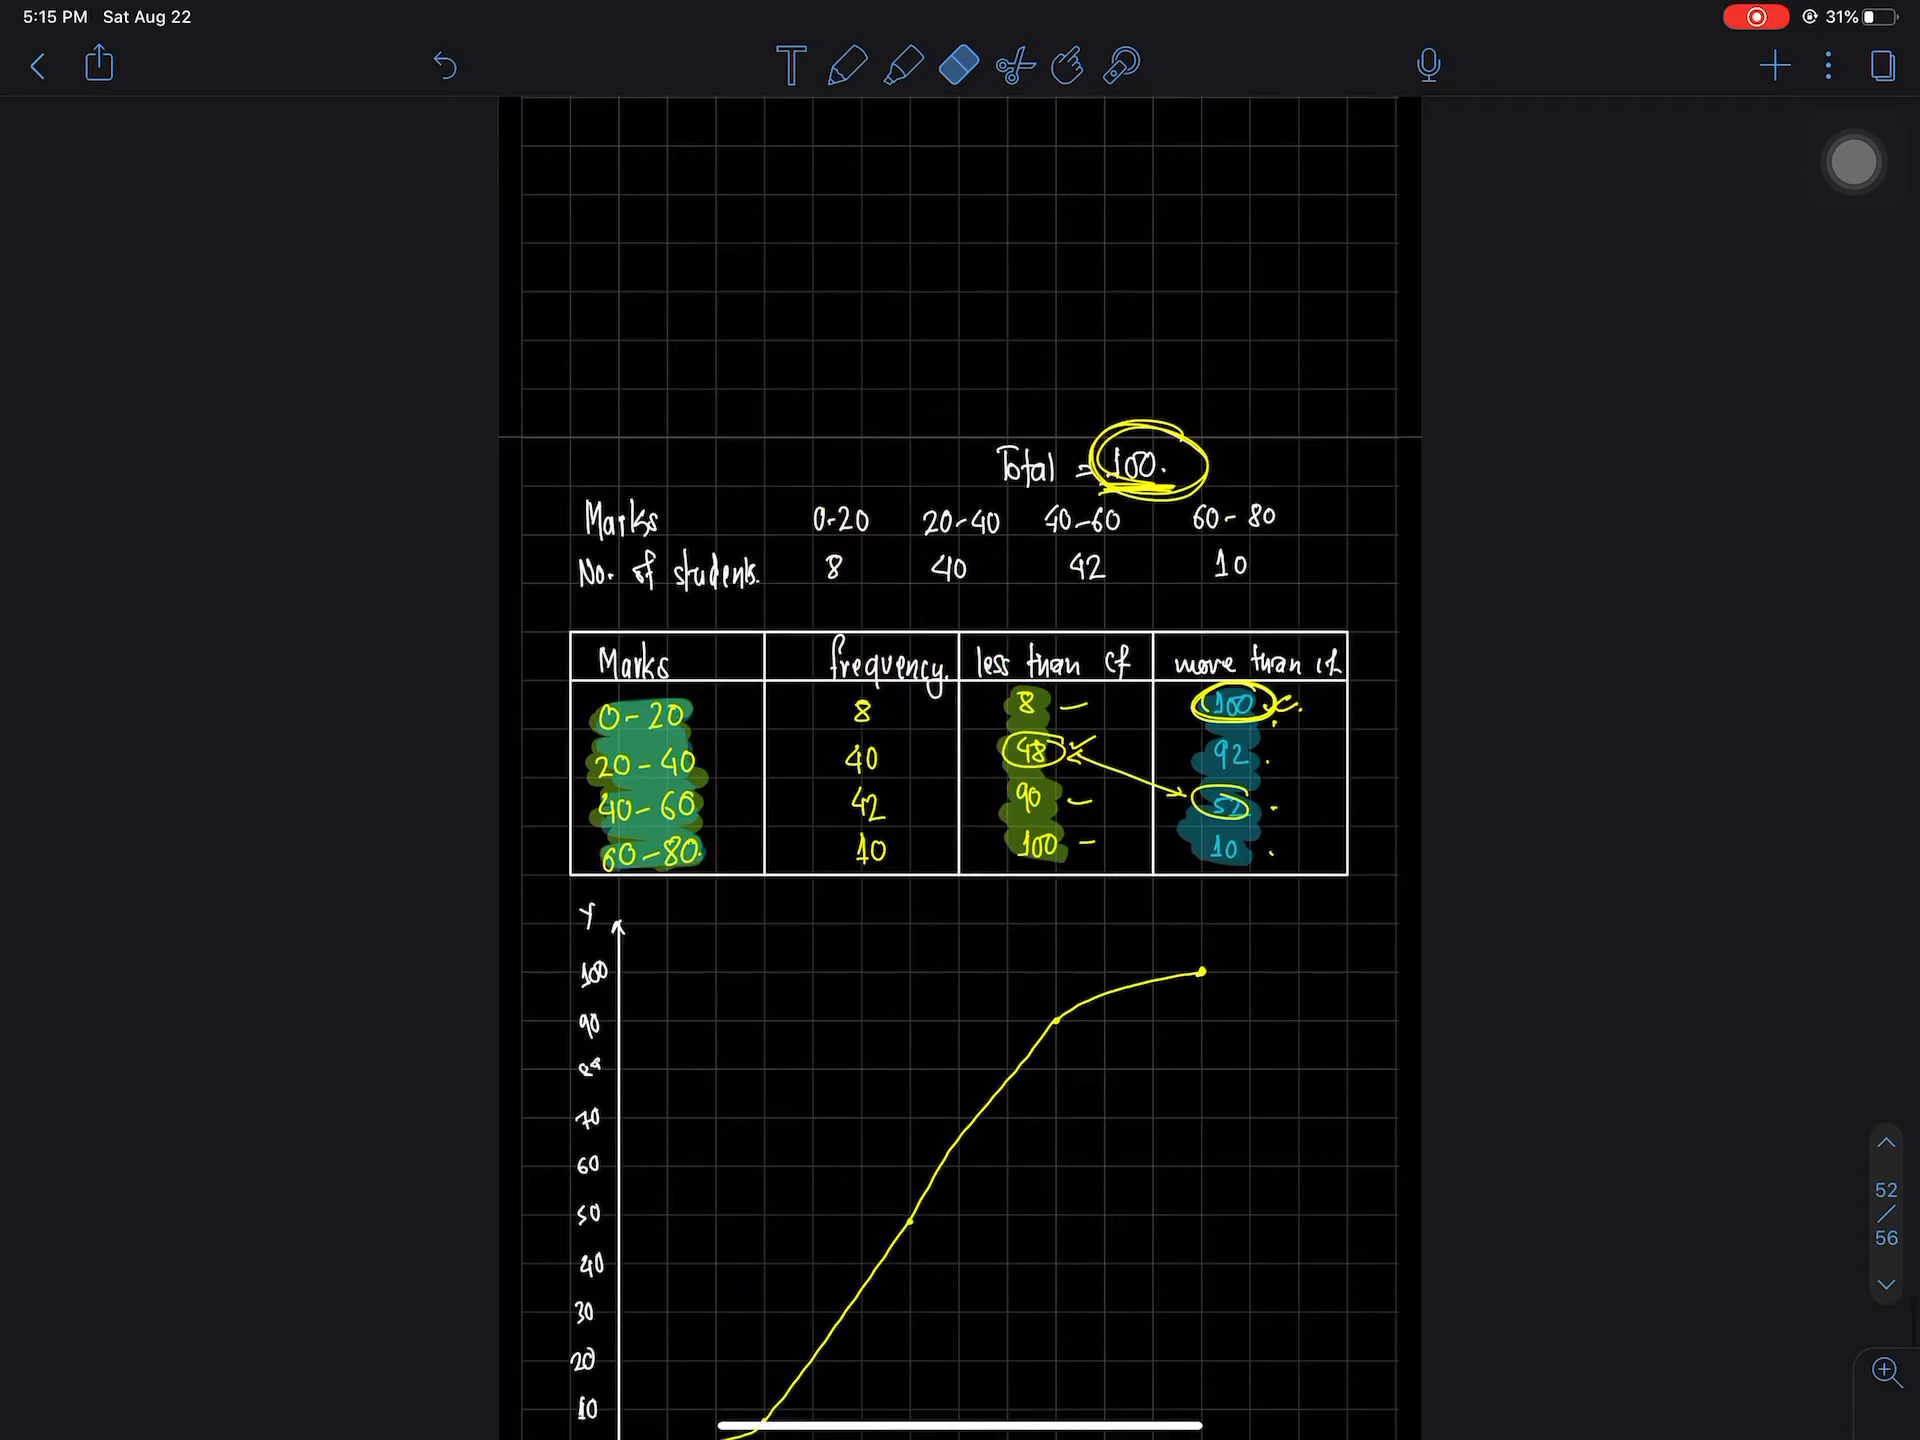 5:15 PM Sat Aug 22
31%
T
Total = 100.
Marks 0-20 20-40 40-60 60-80
No. of students. 8 40 42 10
Marks frequency. less than cf more than cf
0-20 8 8 100
20-40 40 48 92
40-60 42 90 52
60-80. 10 100 10
Y
100
90
70
60
50
40
30
20
10
52
/
56